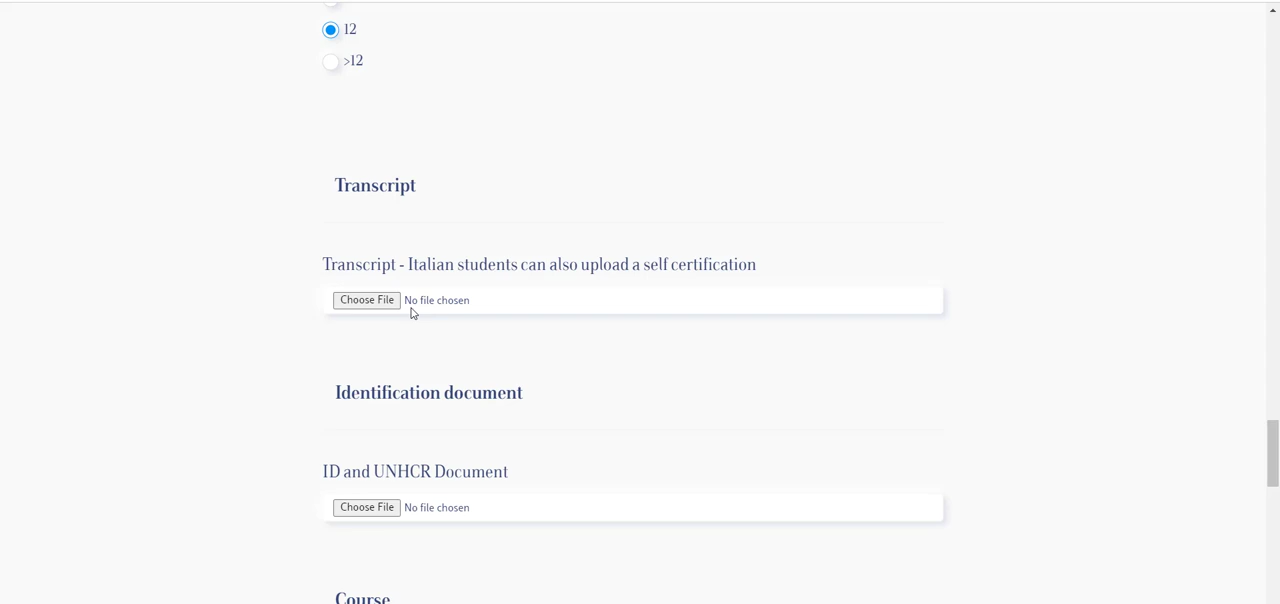 12
>12
Transcript
Transcript - Italian students can also upload a self certification
Choose File No file chosen
Identification document
ID and UNHCR Document
Choose File No file chosen
Course